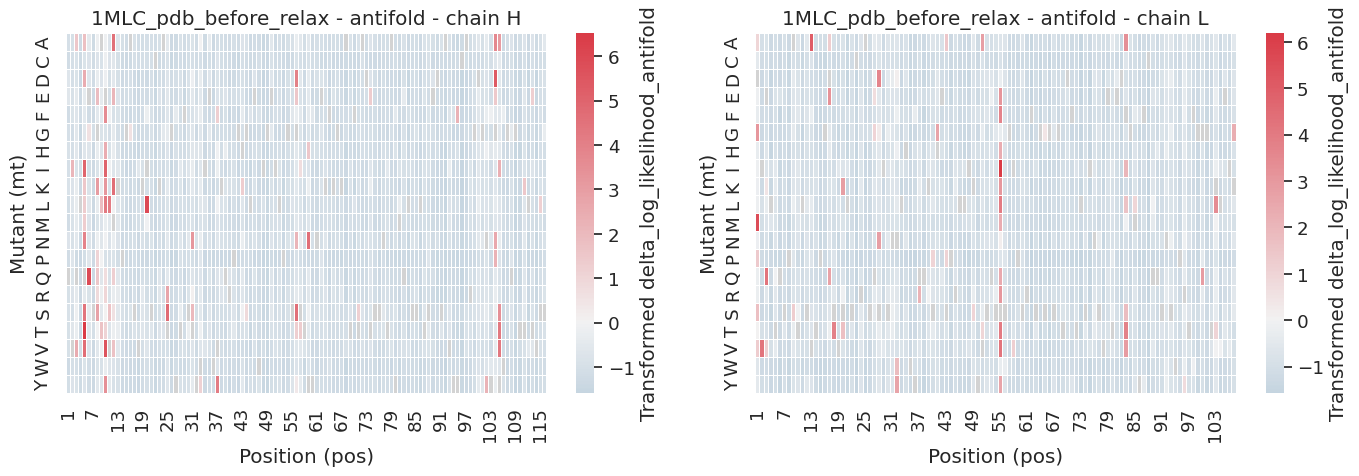 1MLC_pdb_before_relax - antifold - chain H
A
C
D
E
F
G
H
I
K
L
M
N
P
Q
R
S
T
V
W
Y
Mutant (mt)
1
7
13
19
25
31
37
43
49
55
61
67
73
79
85
91
97
103
109
115
Position (pos)
6
5
4
3
2
1
0
−1
Transformed delta_log_likelihood_antifold
1MLC_pdb_before_relax - antifold - chain L
A
C
D
E
F
G
H
I
K
L
M
N
P
Q
R
S
T
V
W
Y
Mutant (mt)
1
7
13
19
25
31
37
43
49
55
61
67
73
79
85
91
97
103
Position (pos)
6
5
4
3
2
1
0
−1
Transformed delta_log_likelihood_antifold